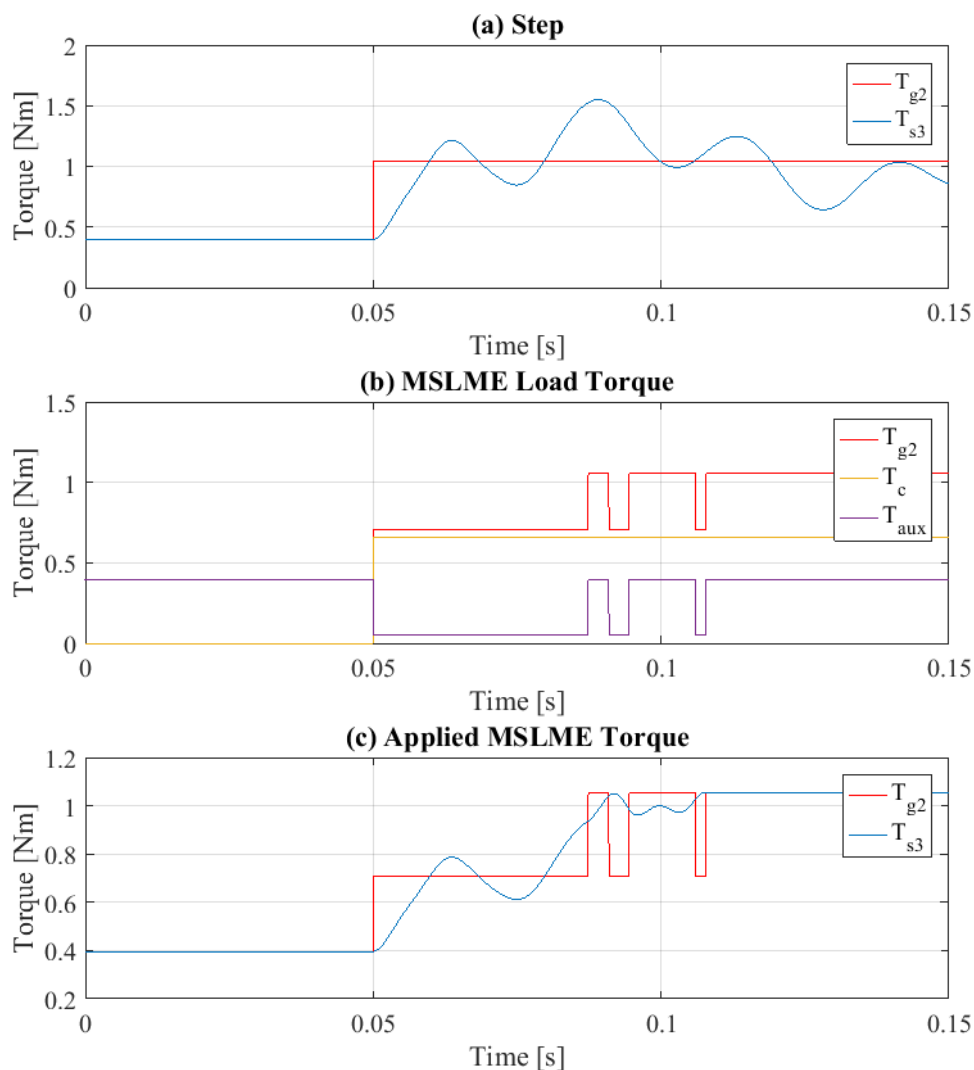 (a) Step
2
1.5
1
0.5
0
Torque [Nm]
T_g2
T_s3
0
0.05
0.1
0.15
Time [s]
(b) MSLME Load Torque
1.5
1
0.5
0
Torque [Nm]
T_g2
T_c
T_aux
0
0.05
0.1
0.15
Time [s]
(c) Applied MSLME Torque
1.2
1
0.8
0.6
0.4
0.2
Torque [Nm]
T_g2
T_s3
0
0.05
0.1
0.15
Time [s]